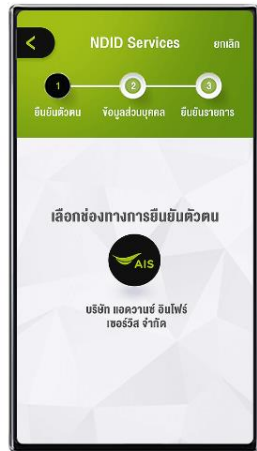 NDID Services ยกเลิก
1 2 3
ยืนยันตัวตน ข้อมูลส่วนบุคคล ยืนยันรายการ
เลือกช่องทางการยืนยันตัวตน
AIS
บริษัท แอดวานซ์ อินโฟร์
เซอร์วิส จำกัด